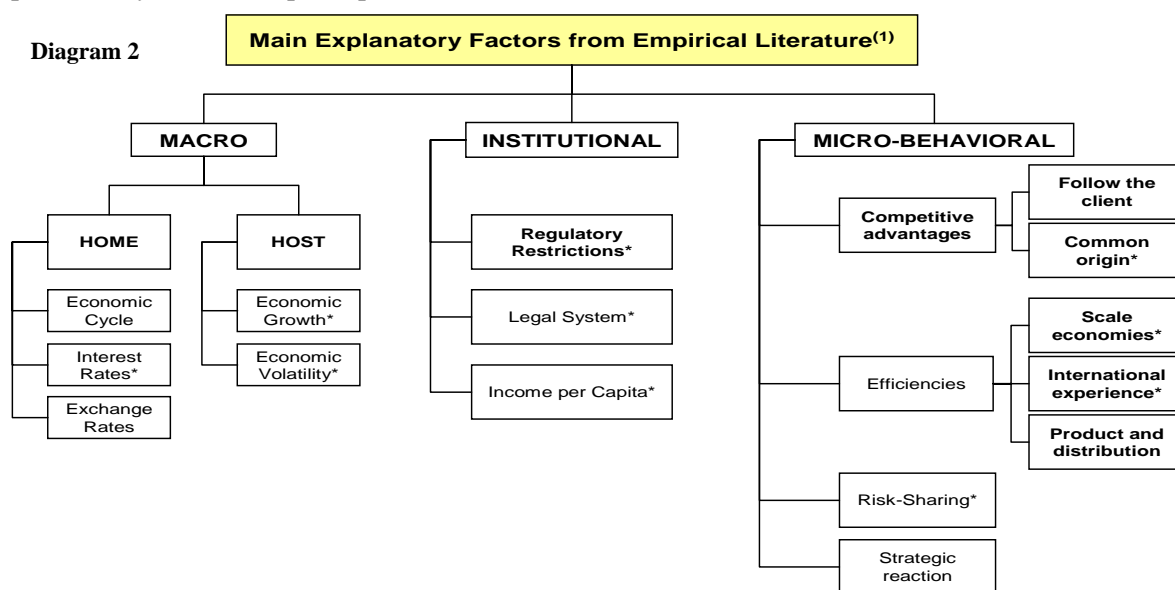 Diagram 2
Main Explanatory Factors from Empirical Literature(1)
MACRO
INSTITUTIONAL
MICRO-BEHAVIORAL
HOME
HOST
Economic
Cycle
Interest
Rates*
Exchange
Rates
Economic
Growth*
Economic
Volatility*
Regulatory
Restrictions*
Legal System*
Income per Capita*
Competitive
advantages
Follow the
client
Common
origin*
Efficiencies
Scale
economies*
International
experience*
Product and
distribution
Risk-Sharing*
Strategic
reaction